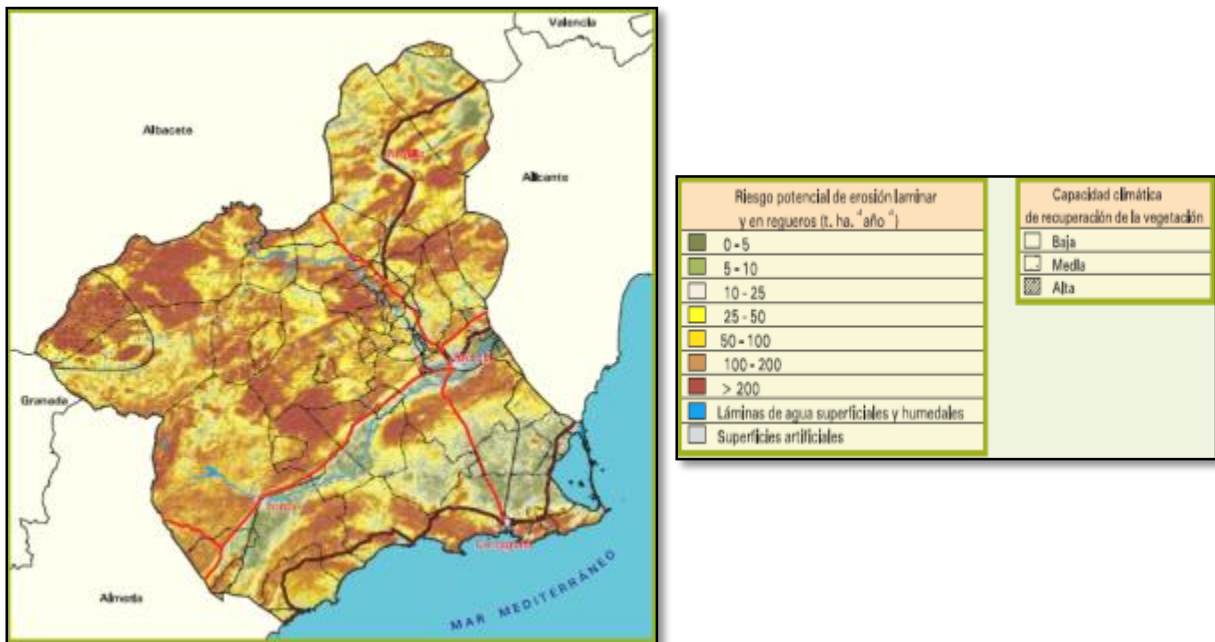 Valencia
Albacete
Alicante
Granada
Lorca
Cartagena
Almería
MAR MEDITERRÁNEO
Riesgo potencial de erosión laminar
y en regueros (t. ha.⁻¹ año⁻¹)
0 - 5
5 - 10
10 - 25
25 - 50
50 - 100
100 - 200
> 200
Láminas de agua superficiales y humedales
Superficies artificiales
Capacidad climática
de recuperación de la vegetación
Baja
Media
Alta